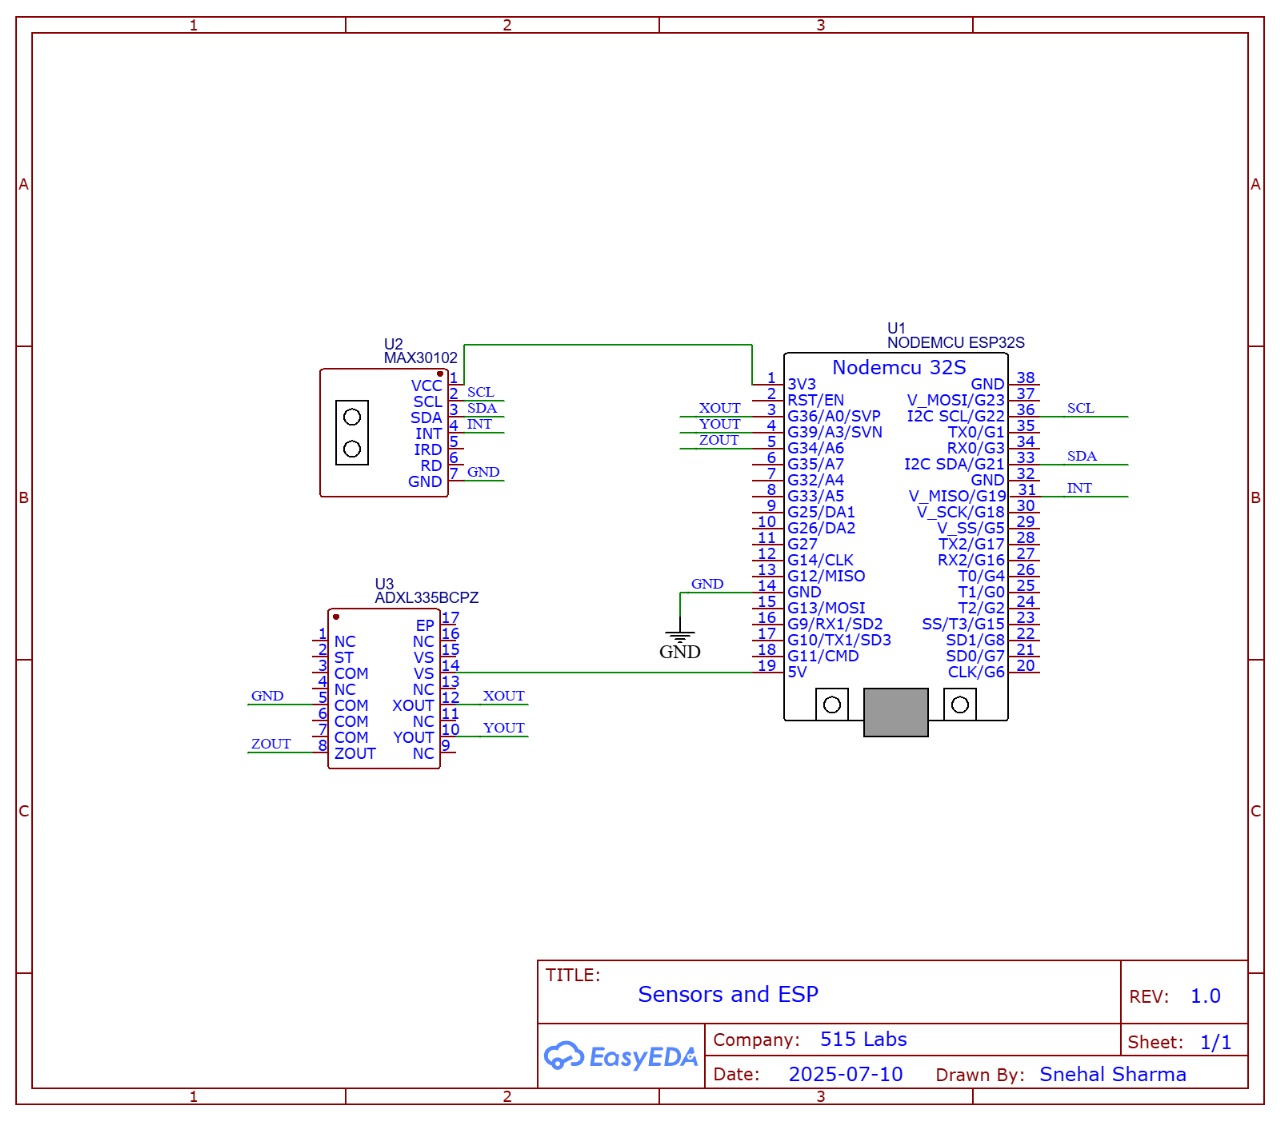 1 2 3
A A
B B
C C
U2
MAX30102
VCC 1
SCL 2 SCL
SDA 3 SDA
INT 4 INT
IRD 5
RD 6
GND 7 GND
U3
ADXL335BCPZ
EP 17
1 NC NC 16
2 ST VS 15
3 COM VS 14
4 NC NC 13
GND 5 COM XOUT 12 XOUT
6 COM NC 11
7 COM YOUT 10 YOUT
ZOUT 8 ZOUT NC 9
U1
NODEMCU ESP32S
Nodemcu 32S
1 3V3 GND 38
2 RST/EN V_MOSI/G23 37
XOUT 3 G36/A0/SVP I2C SCL/G22 36 SCL
YOUT 4 G39/A3/SVN TX0/G1 35
ZOUT 5 G34/A6 RX0/G3 34
6 G35/A7 I2C SDA/G21 33 SDA
7 G32/A4 GND 32
8 G33/A5 V_MISO/G19 31 INT
9 G25/DA1 V_SCK/G18 30
10 G26/DA2 V_SS/G5 29
11 G27 TX2/G17 28
12 G14/CLK RX2/G16 27
13 G12/MISO T0/G4 26
GND 14 GND T1/G0 25
15 G13/MOSI T2/G2 24
16 G9/RX1/SD2 SS/T3/G15 23
17 G10/TX1/SD3 SD1/G8 22
18 G11/CMD SD0/G7 21
19 5V CLK/G6 20
GND
TITLE:
Sensors and ESP
REV: 1.0
EasyEDA
Company: 515 Labs
Sheet: 1/1
Date: 2025-07-10 Drawn By: Snehal Sharma
1 2 3